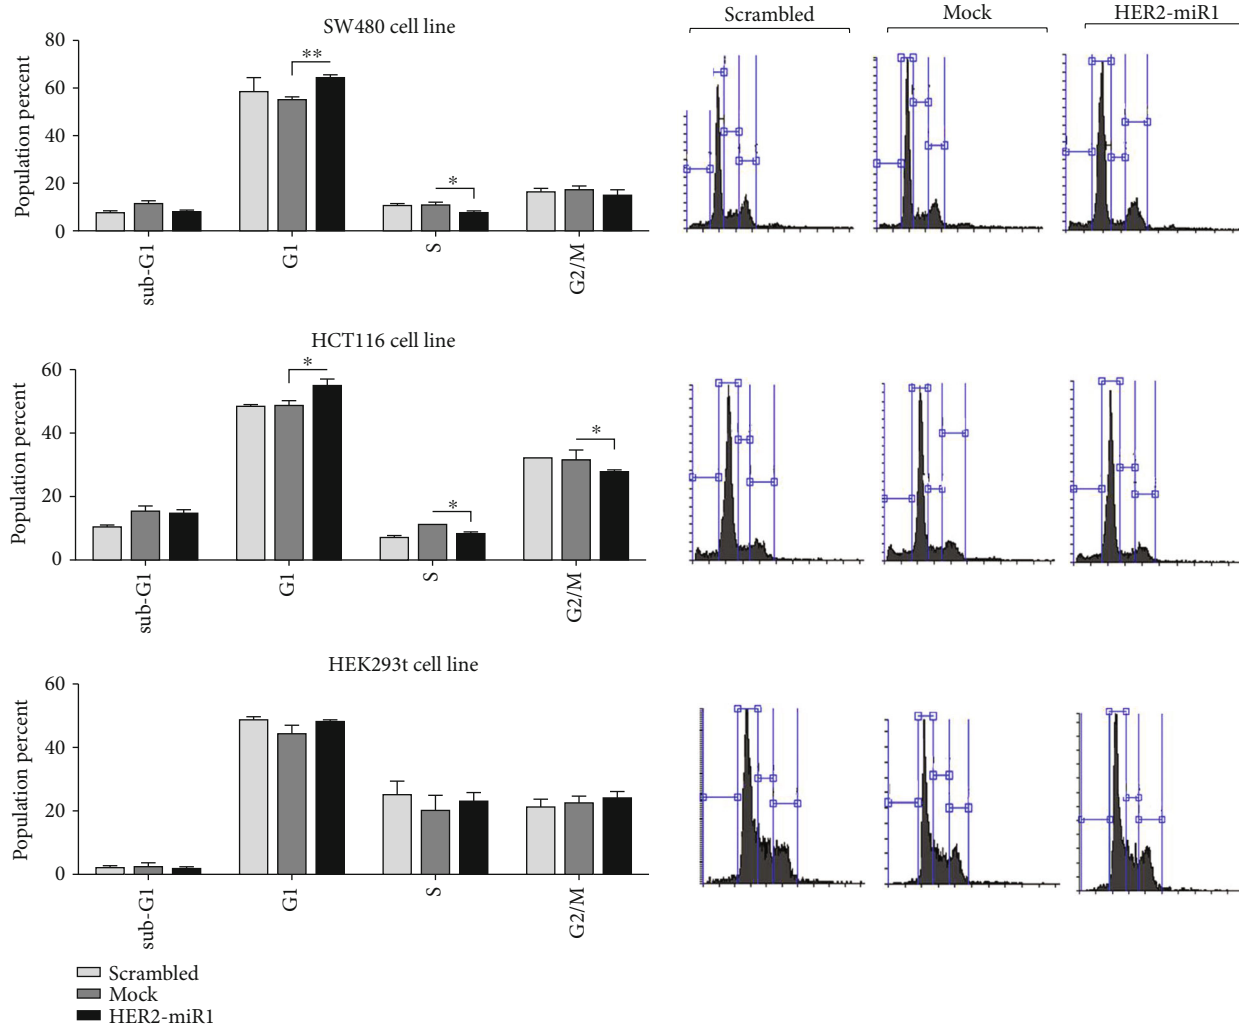 Scrambled
Mock
HER2-miR1
SW480 cell line
Population percent
80
60
40
20
0
**
*
sub-G1
G1
S
G2/M
HCT116 cell line
Population percent
60
40
20
0
*
*
*
sub-G1
G1
S
G2/M
HEK293t cell line
Population percent
60
40
20
0
sub-G1
G1
S
G2/M
Scrambled
Mock
HER2-miR1